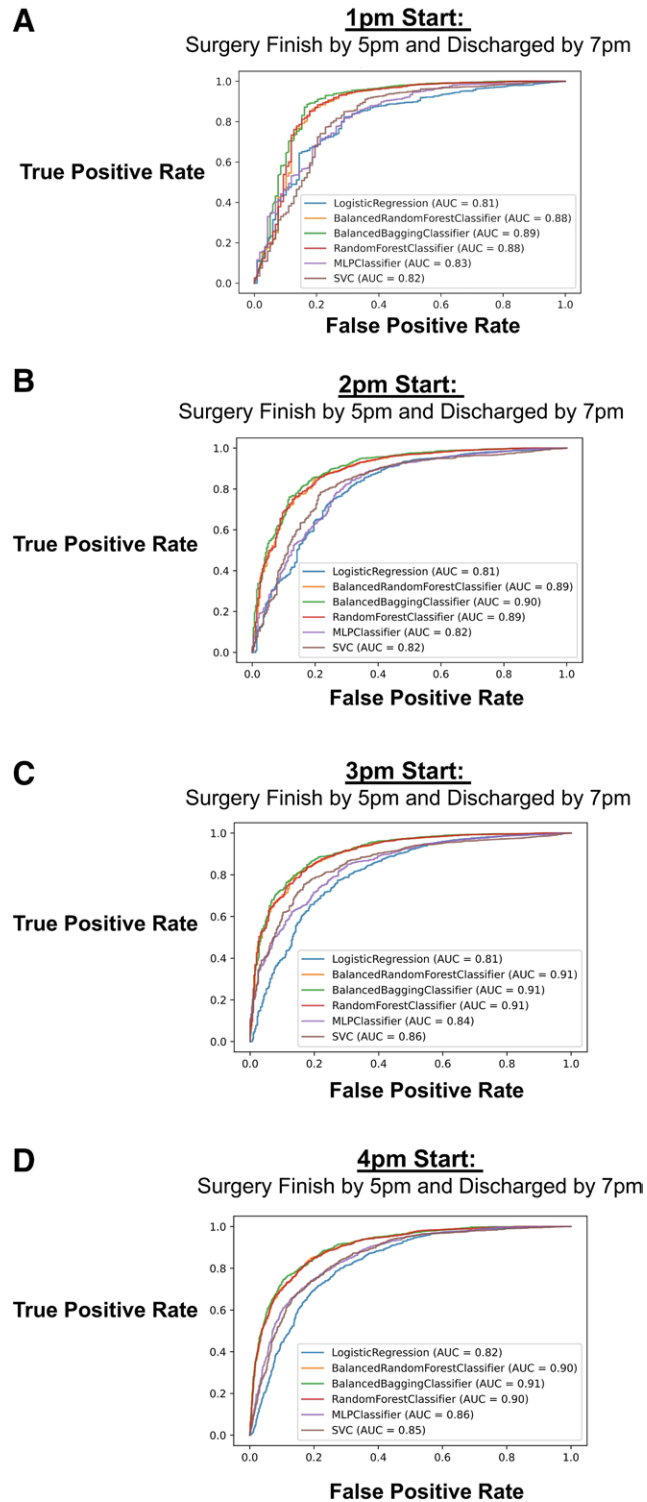 A
1pm Start:
Surgery Finish by 5pm and Discharged by 7pm
True Positive Rate
1.0
0.8
0.6
0.4
0.2
0.0
LogisticRegression (AUC = 0.81)
BalancedRandomForestClassifier (AUC = 0.88)
BalancedBaggingClassifier (AUC = 0.89)
RandomForestClassifier (AUC = 0.88)
MLPClassifier (AUC = 0.83)
SVC (AUC = 0.82)
0.0 0.2 0.4 0.6 0.8 1.0
False Positive Rate
B
2pm Start:
Surgery Finish by 5pm and Discharged by 7pm
True Positive Rate
1.0
0.8
0.6
0.4
0.2
0.0
LogisticRegression (AUC = 0.81)
BalancedRandomForestClassifier (AUC = 0.89)
BalancedBaggingClassifier (AUC = 0.90)
RandomForestClassifier (AUC = 0.89)
MLPClassifier (AUC = 0.82)
SVC (AUC = 0.82)
0.0 0.2 0.4 0.6 0.8 1.0
False Positive Rate
C
3pm Start:
Surgery Finish by 5pm and Discharged by 7pm
True Positive Rate
1.0
0.8
0.6
0.4
0.2
0.0
LogisticRegression (AUC = 0.81)
BalancedRandomForestClassifier (AUC = 0.91)
BalancedBaggingClassifier (AUC = 0.91)
RandomForestClassifier (AUC = 0.91)
MLPClassifier (AUC = 0.84)
SVC (AUC = 0.86)
0.0 0.2 0.4 0.6 0.8 1.0
False Positive Rate
D
4pm Start:
Surgery Finish by 5pm and Discharged by 7pm
True Positive Rate
1.0
0.8
0.6
0.4
0.2
0.0
LogisticRegression (AUC = 0.82)
BalancedRandomForestClassifier (AUC = 0.90)
BalancedBaggingClassifier (AUC = 0.91)
RandomForestClassifier (AUC = 0.90)
MLPClassifier (AUC = 0.86)
SVC (AUC = 0.85)
0.0 0.2 0.4 0.6 0.8 1.0
False Positive Rate